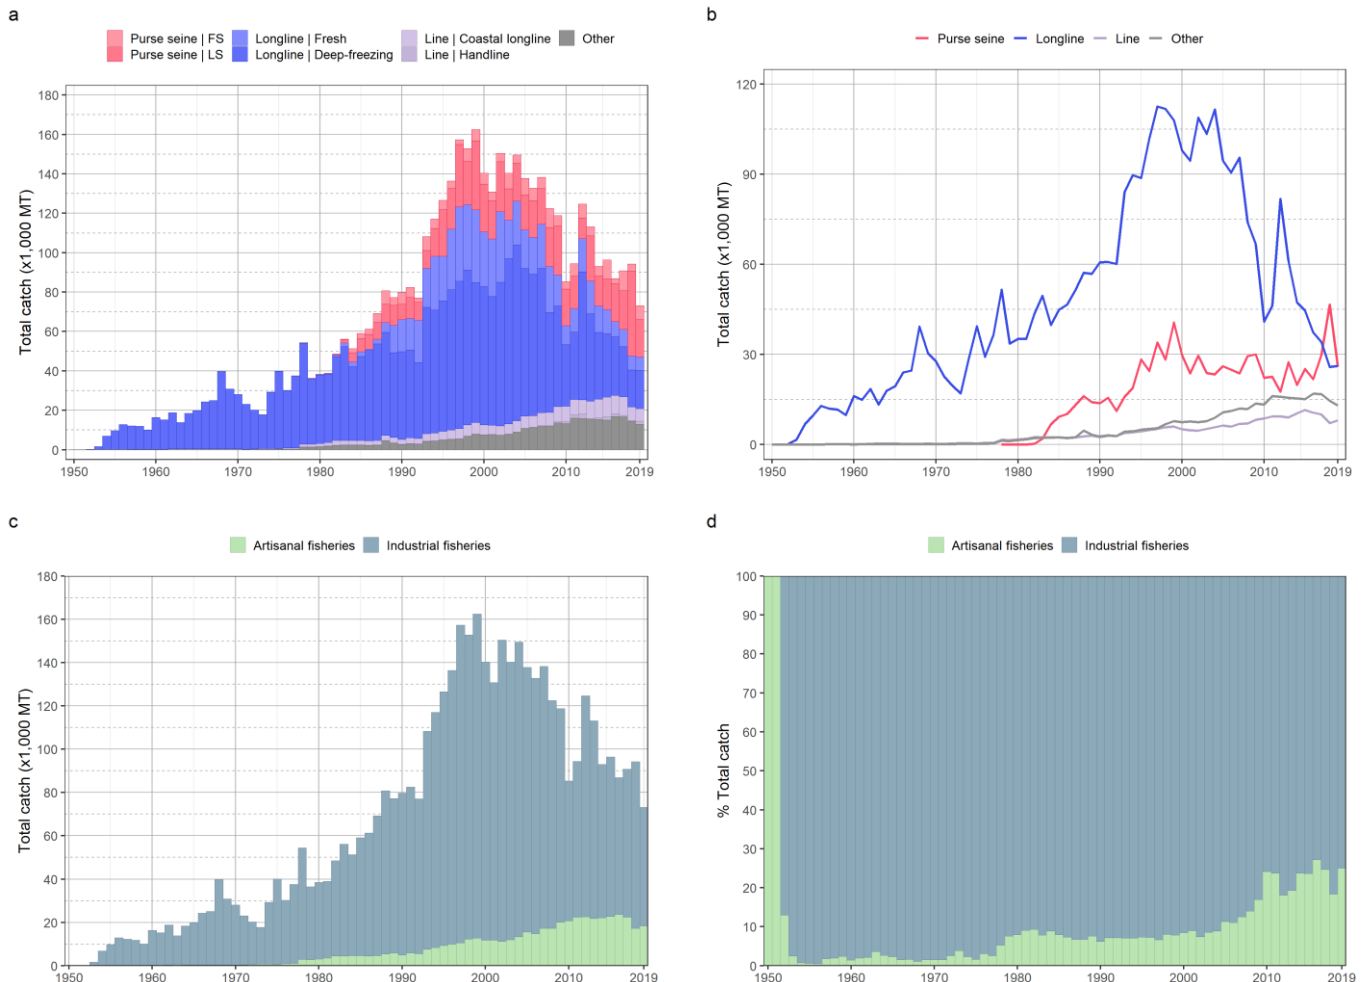 a
Purse seine | FS Longline | Fresh Line | Coastal longline Other
Purse seine | LS Longline | Deep-freezing Line | Handline
Total catch (x1,000 MT)
180
160
140
120
100
80
60
40
20
0
1950 1960 1970 1980 1990 2000 2010 2019
b
Purse seine Longline Line Other
Total catch (x1,000 MT)
120
90
60
30
0
1950 1960 1970 1980 1990 2000 2010 2019
c
Artisanal fisheries Industrial fisheries
Total catch (x1,000 MT)
180
160
140
120
100
80
60
40
20
0
1950 1960 1970 1980 1990 2000 2010 2019
d
Artisanal fisheries Industrial fisheries
% Total catch
100
90
80
70
60
50
40
30
20
10
0
1950 1960 1970 1980 1990 2000 2010 2019